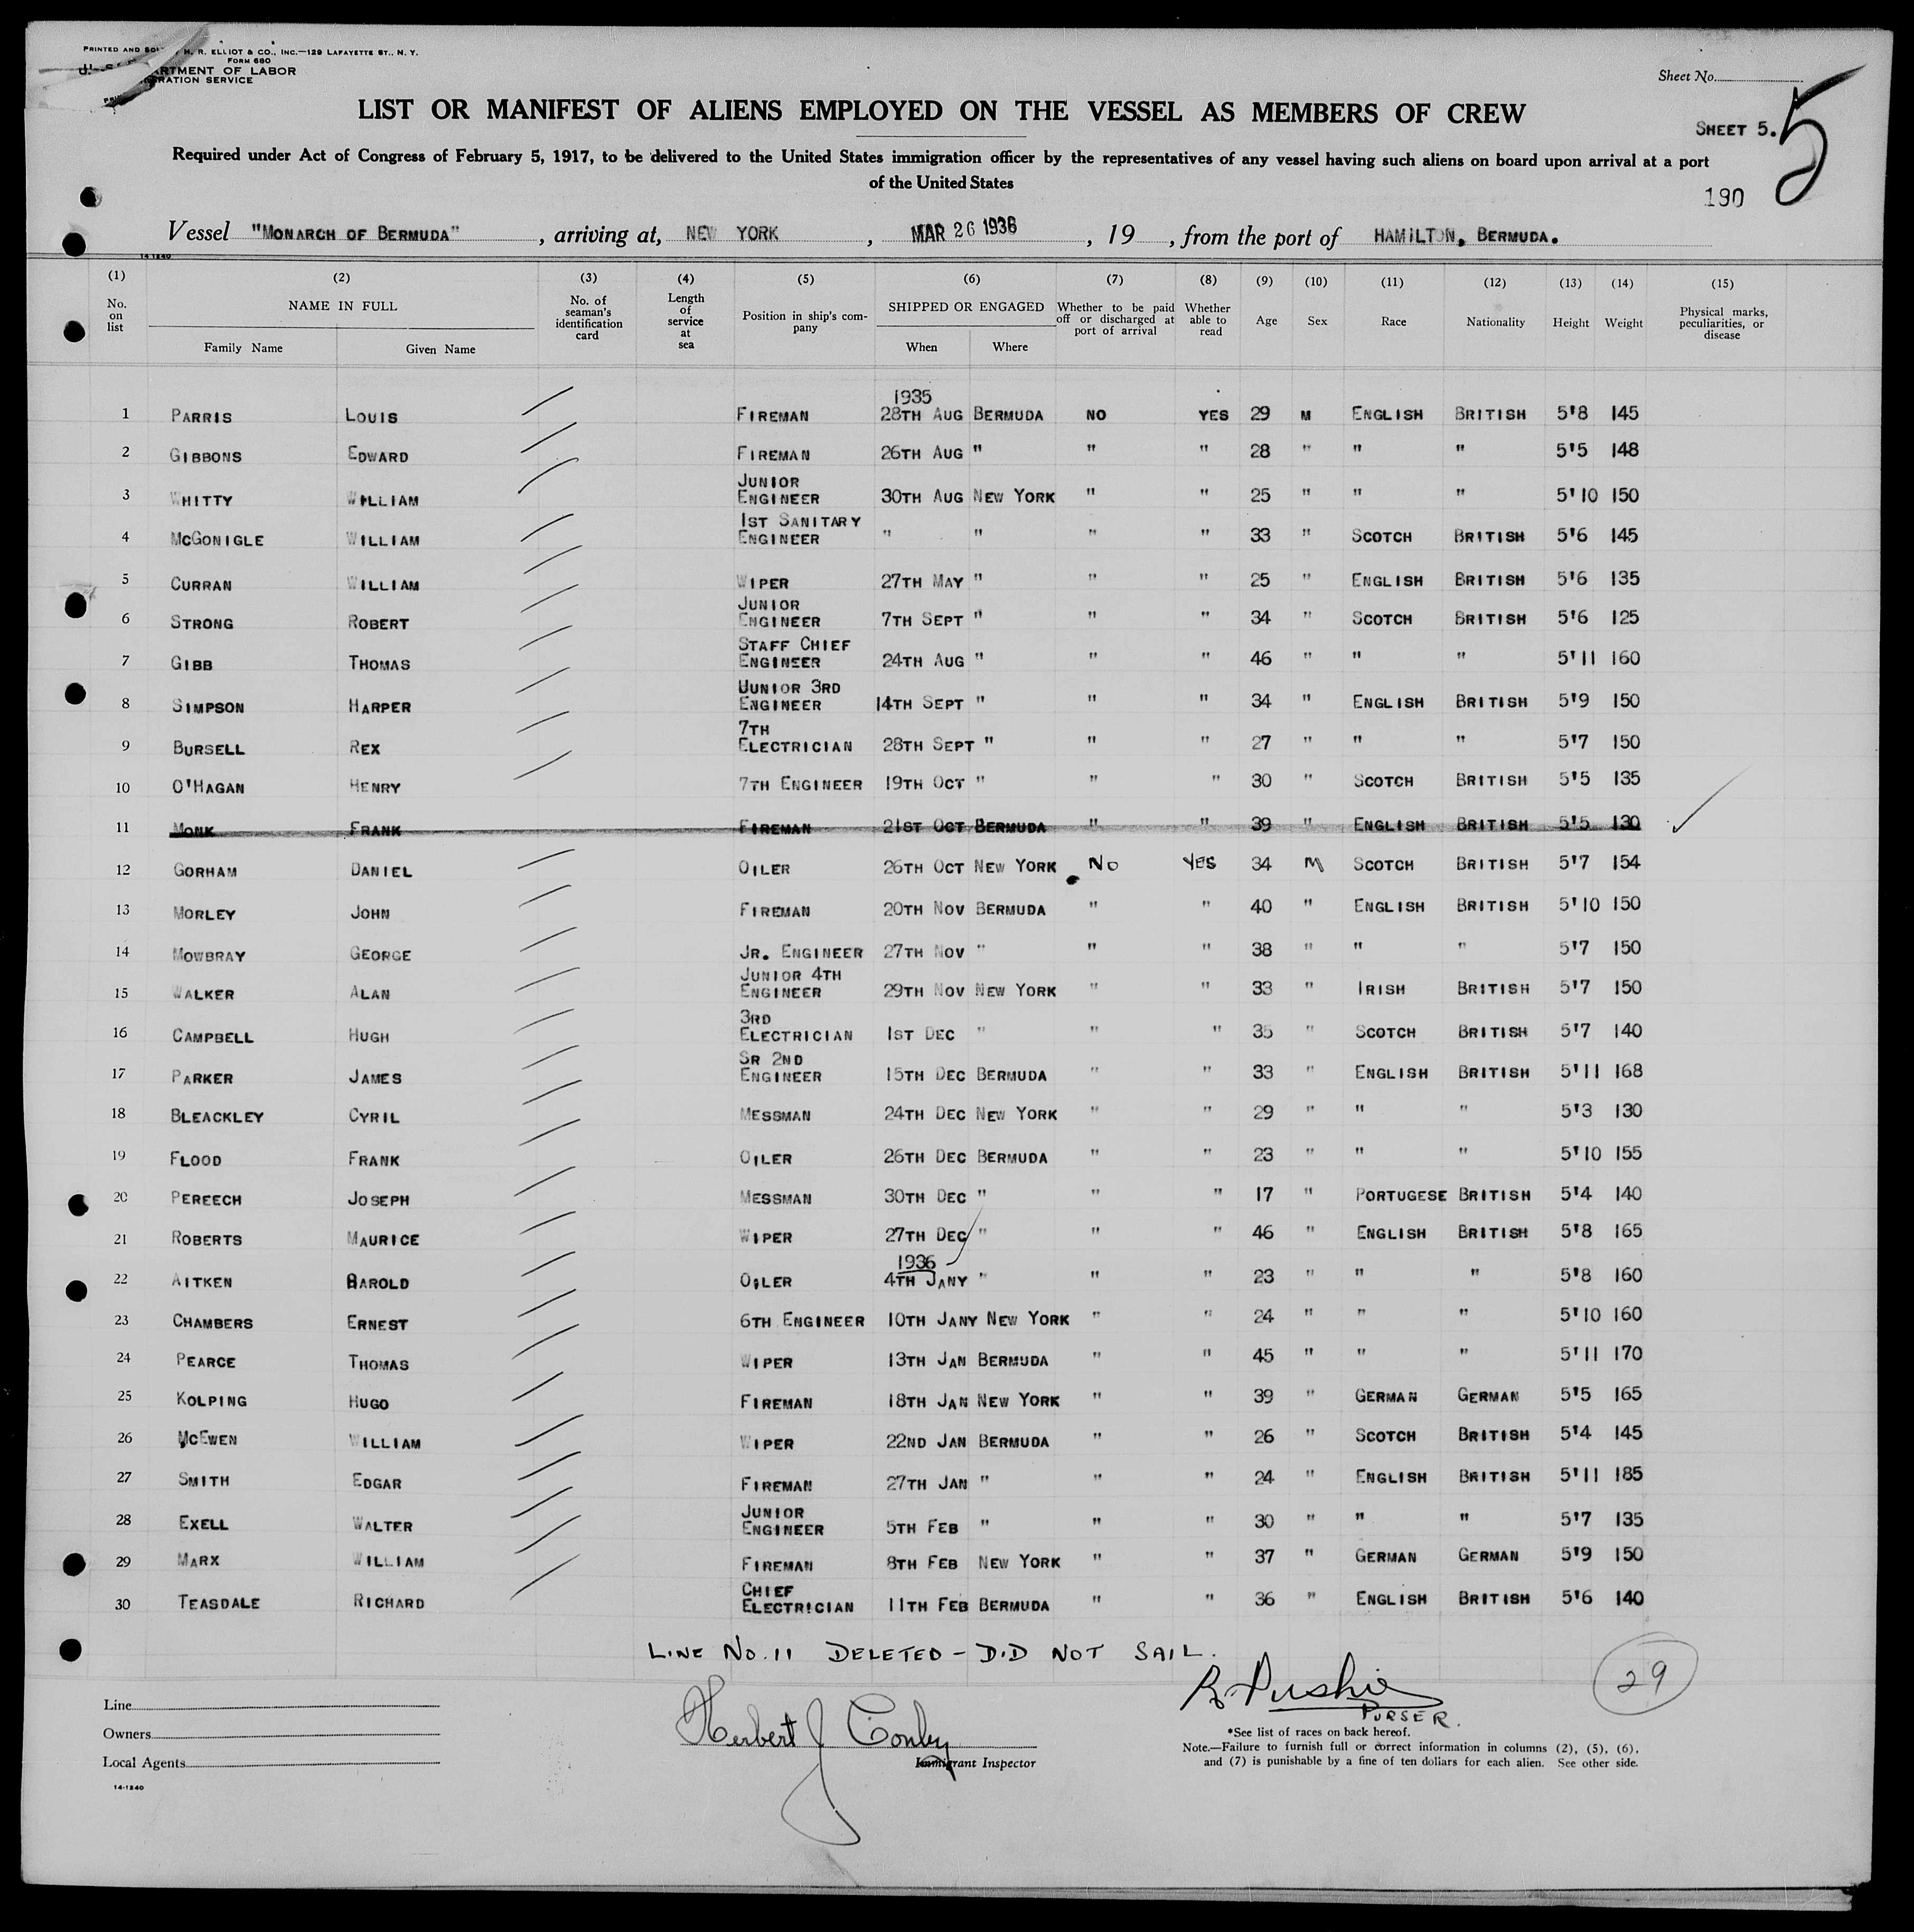 PRINTED AND SOLD H. R. ELLIOT & CO., INC.—129 LAFAYETTE ST., N. Y.
FORM 680
U. S. DEPARTMENT OF LABOR
IMMIGRATION SERVICE
Sheet No.
LIST OR MANIFEST OF ALIENS EMPLOYED ON THE VESSEL AS MEMBERS OF CREW
SHEET 5. 5
Required under Act of Congress of February 5, 1917, to be delivered to the United States immigration officer by the representatives of any vessel having such aliens on board upon arrival at a port
of the United States
190
Vessel "MONARCH OF BERMUDA", arriving at, NEW YORK, MAR 26 1936, 19, from the port of HAMILTON, BERMUDA.
14-1240
(1) (2) (3) (4) (5) (6) (7) (8) (9) (10) (11) (12) (13) (14) (15)
No. on list NAME IN FULL Family Name Given Name No. of seaman's identification card Length of service at sea Position in ship's company SHIPPED OR ENGAGED When Where Whether to be paid off or discharged at port of arrival Whether able to read Age Sex Race Nationality Height Weight Physical marks, peculiarities, or disease
1935
1 PARRIS LOUIS FIREMAN 28TH AUG BERMUDA NO YES 29 M ENGLISH BRITISH 5'8 145
2 GIBBONS EDWARD FIREMAN 26TH AUG " " " 28 " " " 5'5 148
3 WHITTY WILLIAM JUNIOR ENGINEER 30TH AUG NEW YORK " " 25 " " " 5'10 150
4 MCGONIGLE WILLIAM 1ST SANITARY ENGINEER " " " " 33 " SCOTCH BRITISH 5'6 145
5 CURRAN WILLIAM WIPER 27TH MAY " " " 25 " ENGLISH BRITISH 5'6 135
6 STRONG ROBERT JUNIOR ENGINEER 7TH SEPT " " " 34 " SCOTCH BRITISH 5'6 125
7 GIBB THOMAS STAFF CHIEF ENGINEER 24TH AUG " " " 46 " " " 5'11 160
8 SIMPSON HARPER JUNIOR 3RD ENGINEER 14TH SEPT " " " 34 " ENGLISH BRITISH 5'9 150
9 BURSELL REX 7TH ELECTRICIAN 28TH SEPT " " " 27 " " " 5'7 150
10 O'HAGAN HENRY 7TH ENGINEER 19TH OCT " " " 30 " SCOTCH BRITISH 5'5 135
11 MONK FRANK FIREMAN 21ST OCT BERMUDA " " 39 " ENGLISH BRITISH 5'5 130
12 GORHAM DANIEL OILER 26TH OCT NEW YORK NO YES 34 M SCOTCH BRITISH 5'7 154
13 MORLEY JOHN FIREMAN 20TH NOV BERMUDA " " 40 " ENGLISH BRITISH 5'10 150
14 MOWBRAY GEORGE JR. ENGINEER 27TH NOV " " " 38 " " " 5'7 150
15 WALKER ALAN JUNIOR 4TH ENGINEER 29TH NOV NEW YORK " " 33 " IRISH BRITISH 5'7 150
16 CAMPBELL HUGH 3RD ELECTRICIAN 1ST DEC " " " 35 " SCOTCH BRITISH 5'7 140
17 PARKER JAMES SR 2ND ENGINEER 15TH DEC BERMUDA " " 33 " ENGLISH BRITISH 5'11 168
18 BLEACKLEY CYRIL MESSMAN 24TH DEC NEW YORK " " 29 " " " 5'3 130
19 FLOOD FRANK OILER 26TH DEC BERMUDA " " 23 " " " 5'10 155
20 PEREECH JOSEPH MESSMAN 30TH DEC " " " 17 " PORTUGESE BRITISH 5'4 140
21 ROBERTS MAURICE WIPER 27TH DEC " " " 46 " ENGLISH BRITISH 5'8 165
1936
22 AITKEN HAROLD OILER 4TH JANY " " " 23 " " " 5'8 160
23 CHAMBERS ERNEST 6TH ENGINEER 10TH JANY NEW YORK " " 24 " " " 5'10 160
24 PEARCE THOMAS WIPER 13TH JAN BERMUDA " " 45 " " " 5'11 170
25 KOLPING HUGO FIREMAN 18TH JAN NEW YORK " " 39 " GERMAN GERMAN 5'5 165
26 MCEWEN WILLIAM WIPER 22ND JAN BERMUDA " " 26 " SCOTCH BRITISH 5'4 145
27 SMITH EDGAR FIREMAN 27TH JAN " " " 24 " ENGLISH BRITISH 5'11 185
28 EXELL WALTER JUNIOR ENGINEER 5TH FEB " " " 30 " " " 5'7 135
29 MARX WILLIAM FIREMAN 8TH FEB NEW YORK " " 37 " GERMAN GERMAN 5'9 150
30 TEASDALE RICHARD CHIEF ELECTRICIAN 11TH FEB BERMUDA " " 36 " ENGLISH BRITISH 5'6 140
LINE NO. 11 DELETED - DID NOT SAIL.
29
Line
Owners
Local Agents
14-1240
Herbert J Conley
Immigrant Inspector
PURSER.
*See list of races on back hereof.
Note.—Failure to furnish full or correct information in columns (2), (5), (6),
and (7) is punishable by a fine of ten dollars for each alien. See other side.